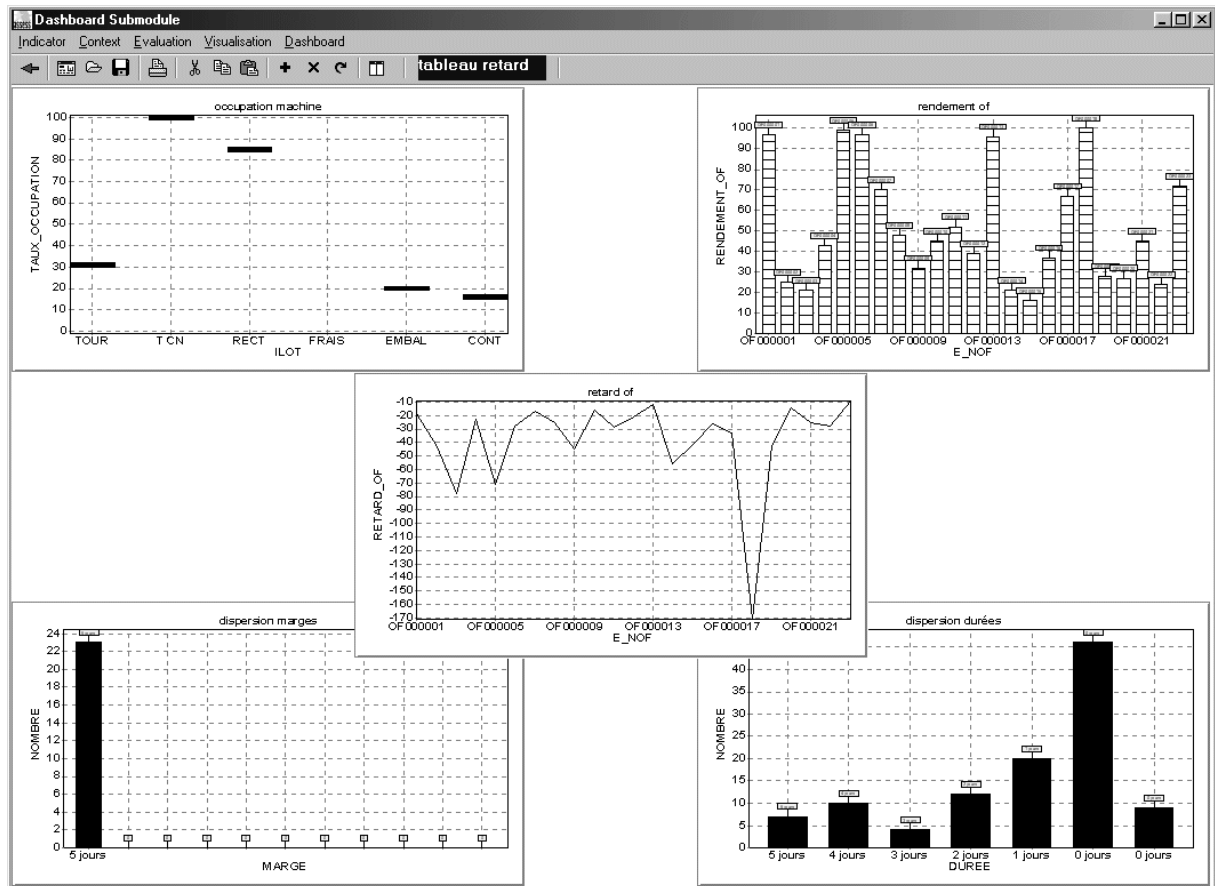 Dashboard Submodule
Indicator Context Evaluation Visualisation Dashboard
tableau retard
occupation machine
TAUX_OCCUPATION
100
90
80
70
60
50
40
30
20
10
0
TOUR T CN RECT FRAIS EMBAL CONT
ILOT
rendement of
RENDEMENT_OF
100
90
80
70
60
50
40
30
20
10
0
OF000001 OF000005 OF000009 OF000013 OF000017 OF000021
E_NOF
retard of
RETARD_OF
-10
-20
-30
-40
-50
-60
-70
-80
-90
-100
-110
-120
-130
-140
-150
-160
-170
OF000001 OF000005 OF000009 OF000013 OF000017 OF000021
E_NOF
dispersion marges
NOMBRE
24
22
20
18
16
14
12
10
8
6
4
2
0
5 jours
MARGE
dispersion durées
NOMBRE
40
35
30
25
20
15
10
5
0
5 jours 4 jours 3 jours 2 jours 1 jours 0 jours 0 jours
DUREE